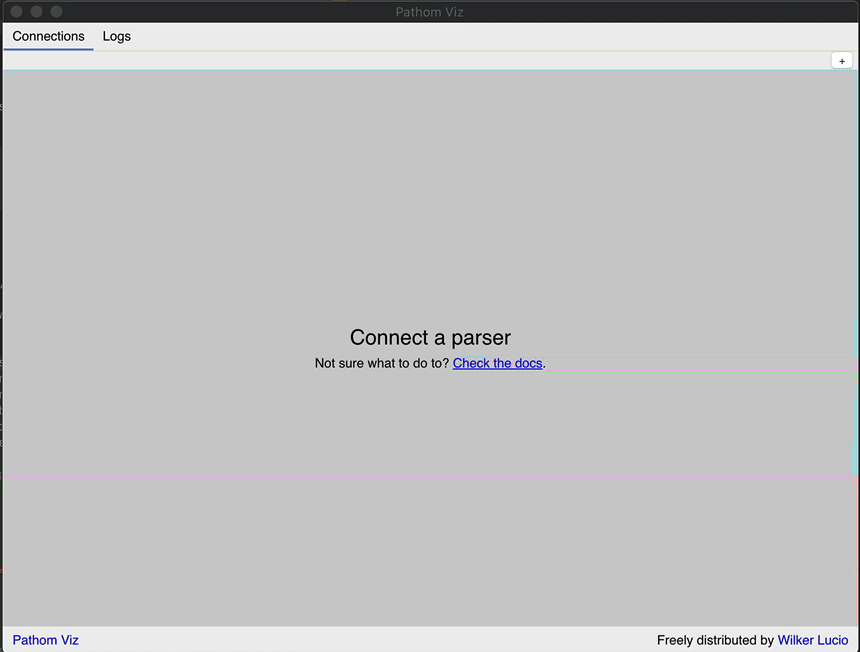 Pathom Viz
Connections Logs
+
Connect a parser
Not sure what to do to? Check the docs.
Pathom Viz Freely distributed by Wilker Lucio